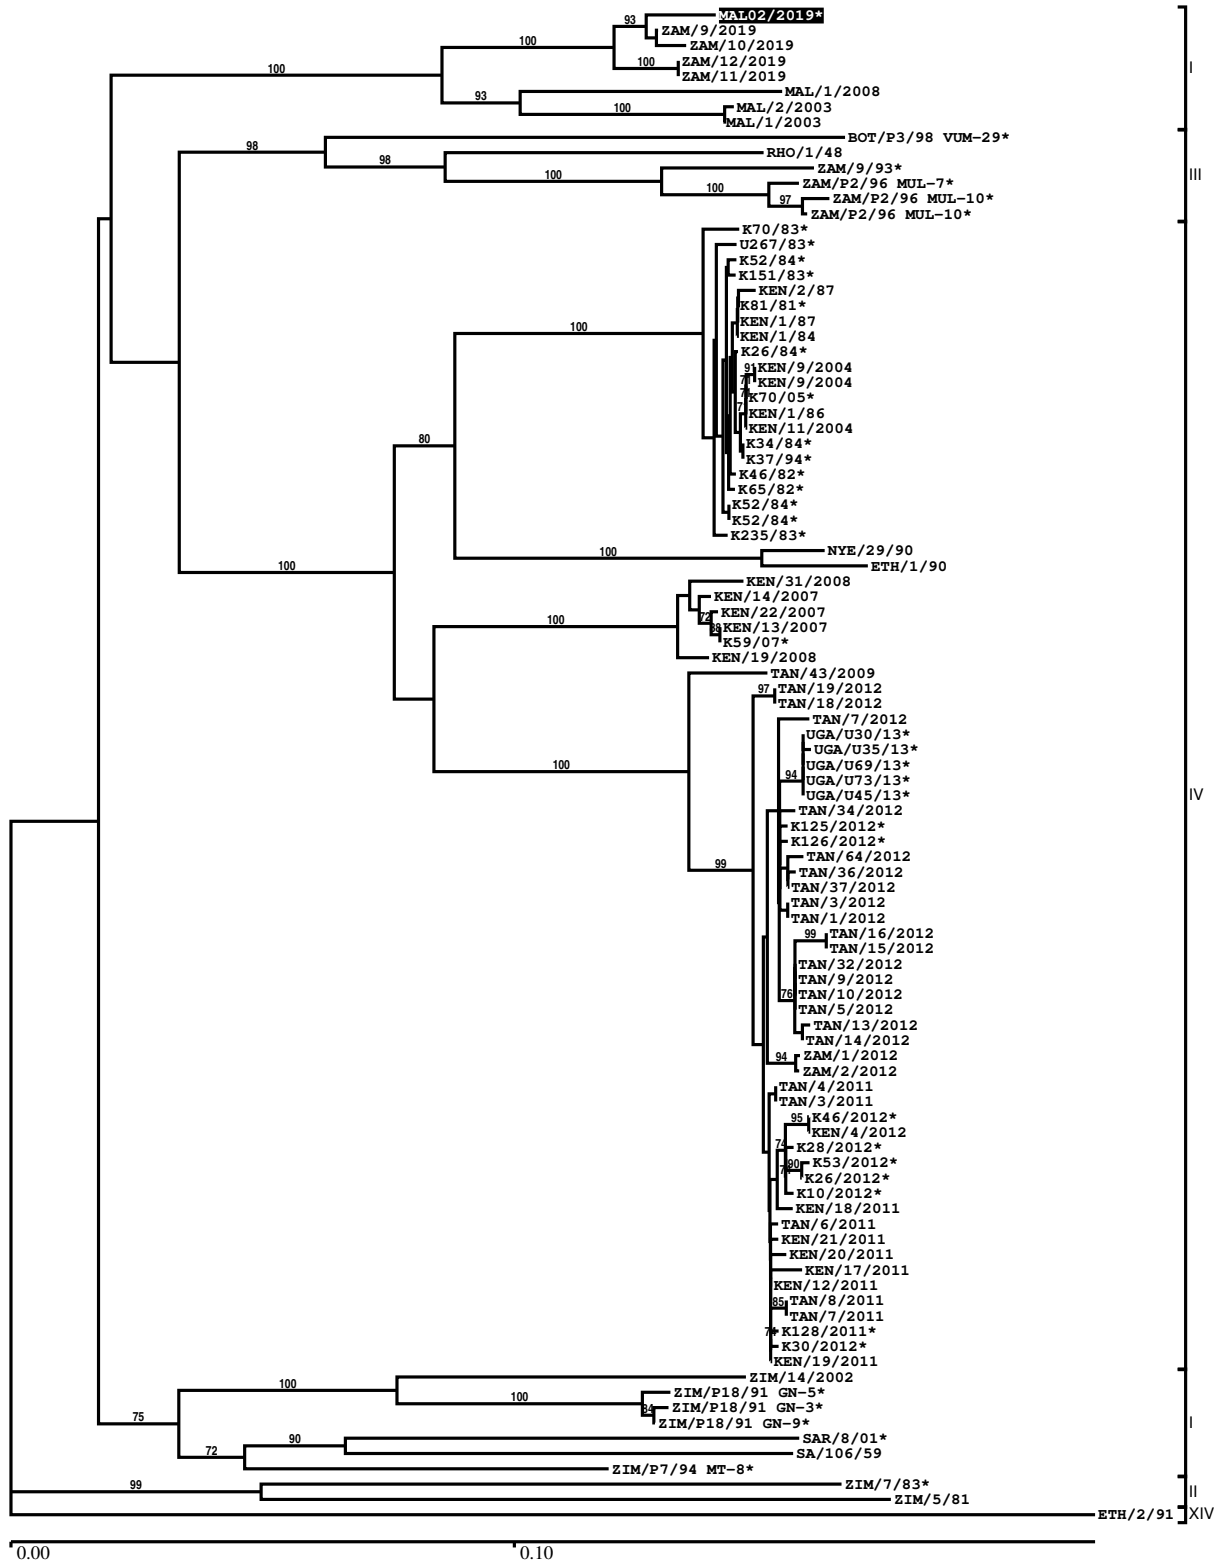 MAL02/2019*
93
ZAM/9/2019
ZAM/10/2019
100
ZAM/12/2019
100
ZAM/11/2019
I
100
MAL/1/2008
93
MAL/2/2003
100
MAL/1/2003
BOT/P3/98 VUM-29*
98
RHO/1/48
98
ZAM/9/93*
III
100
ZAM/P2/96 MUL-7*
100
ZAM/P2/96 MUL-10*
97
ZAM/P2/96 MUL-10*
K70/83*
U267/83*
K52/84*
K151/83*
KEN/2/87
K81/81*
KEN/1/87
100
KEN/1/84
K26/84*
KEN/9/2004
91
KEN/9/2004
K70/05*
KEN/1/86
KEN/11/2004
80
K34/84*
K37/94*
K46/82*
K65/82*
K52/84*
K52/84*
K235/83*
NYE/29/90
100
ETH/1/90
100
KEN/31/2008
KEN/14/2007
KEN/22/2007
72
100
KEN/13/2007
K59/07*
KEN/19/2008
TAN/43/2009
TAN/19/2012
97
TAN/18/2012
TAN/7/2012
UGA/U30/13*
UGA/U35/13*
100
UGA/U69/13*
94
UGA/U73/13*
UGA/U45/13*
IV
TAN/34/2012
K125/2012*
K126/2012*
TAN/64/2012
99
TAN/36/2012
TAN/37/2012
TAN/3/2012
TAN/1/2012
TAN/16/2012
99
TAN/15/2012
TAN/32/2012
TAN/9/2012
TAN/10/2012
76
TAN/5/2012
TAN/13/2012
TAN/14/2012
ZAM/1/2012
94
ZAM/2/2012
TAN/4/2011
TAN/3/2011
K46/2012*
95
KEN/4/2012
74
K28/2012*
K53/2012*
90
K26/2012*
K10/2012*
KEN/18/2011
TAN/6/2011
KEN/21/2011
KEN/20/2011
KEN/17/2011
KEN/12/2011
TAN/8/2011
85
TAN/7/2011
K128/2011*
K30/2012*
KEN/19/2011
ZIM/14/2002
100
ZIM/P18/91 GN-5*
100
ZIM/P18/91 GN-3*
84
ZIM/P18/91 GN-9*
75
I
SAR/8/01*
90
SA/106/59
72
ZIM/P7/94 MT-8*
ZIM/7/83*
99
II
ZIM/5/81
ETH/2/91
XIV
0.00
0.10